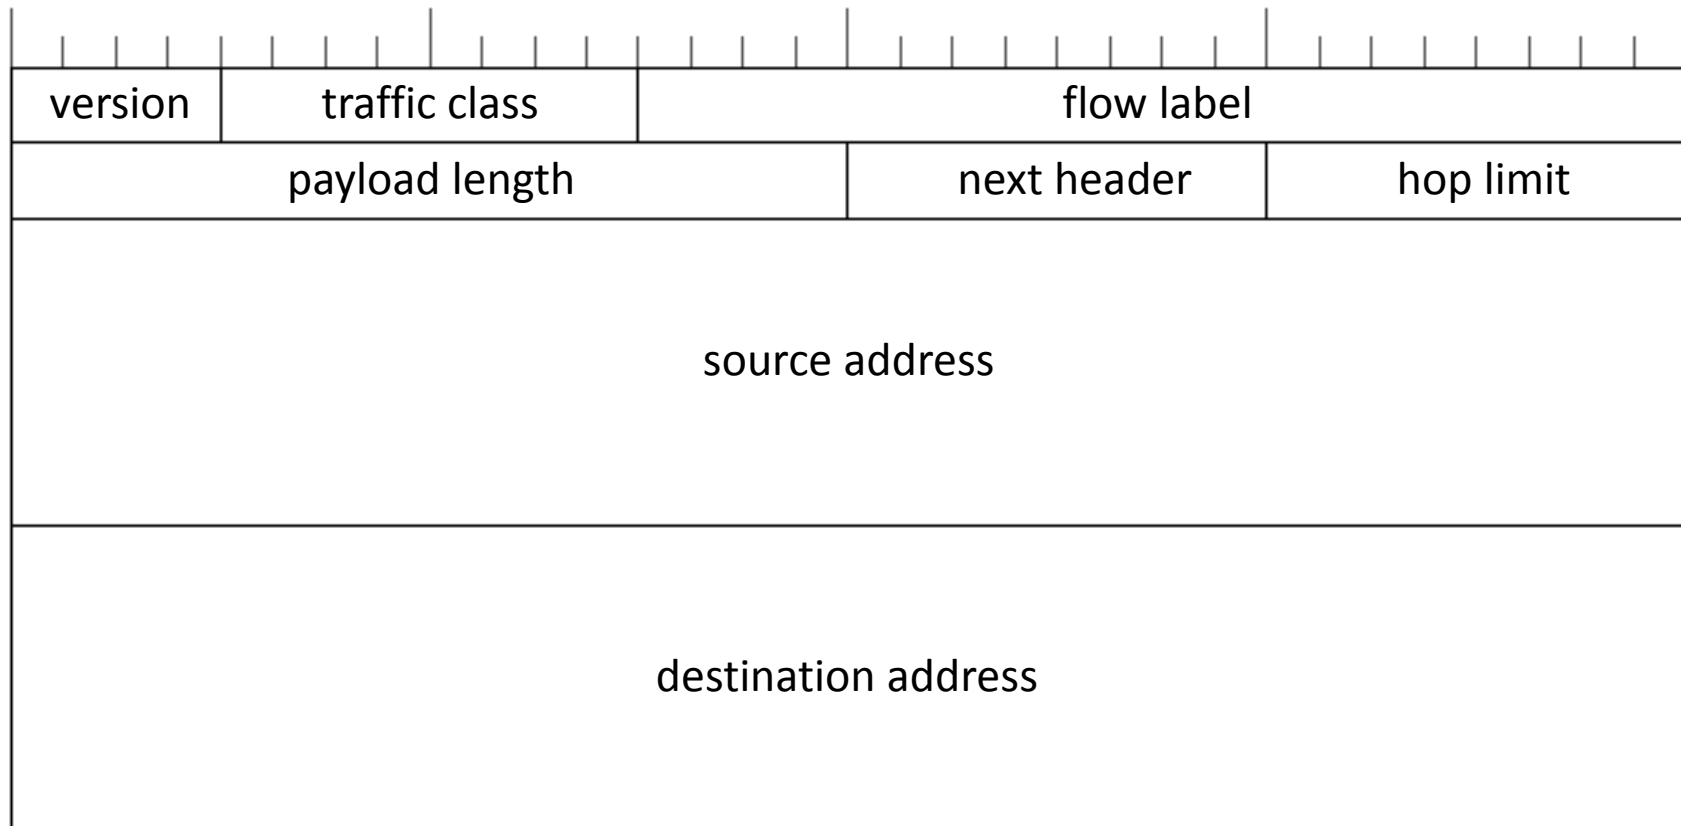 version traffic class flow label
payload length next header hop limit
source address
destination address